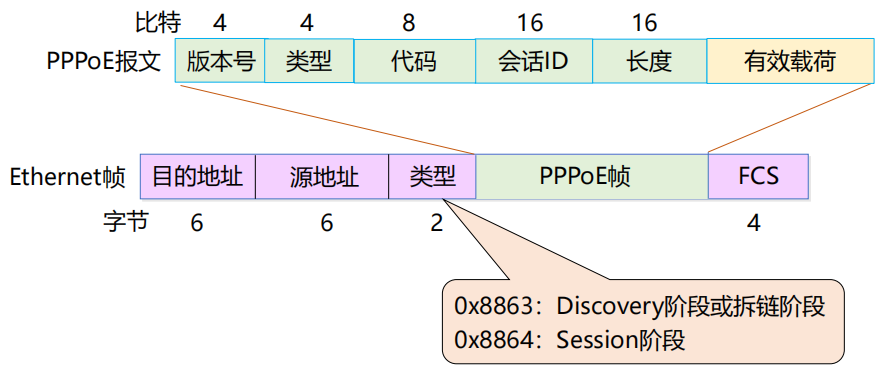 比特 4 4 8 16 16
PPPoE报文 版本号 类型 代码 会话ID 长度 有效载荷
Ethernet帧 目的地址 源地址 类型 PPPoE帧 FCS
字节 6 6 2 4
0x8863：Discovery阶段或拆链阶段
0x8864：Session阶段